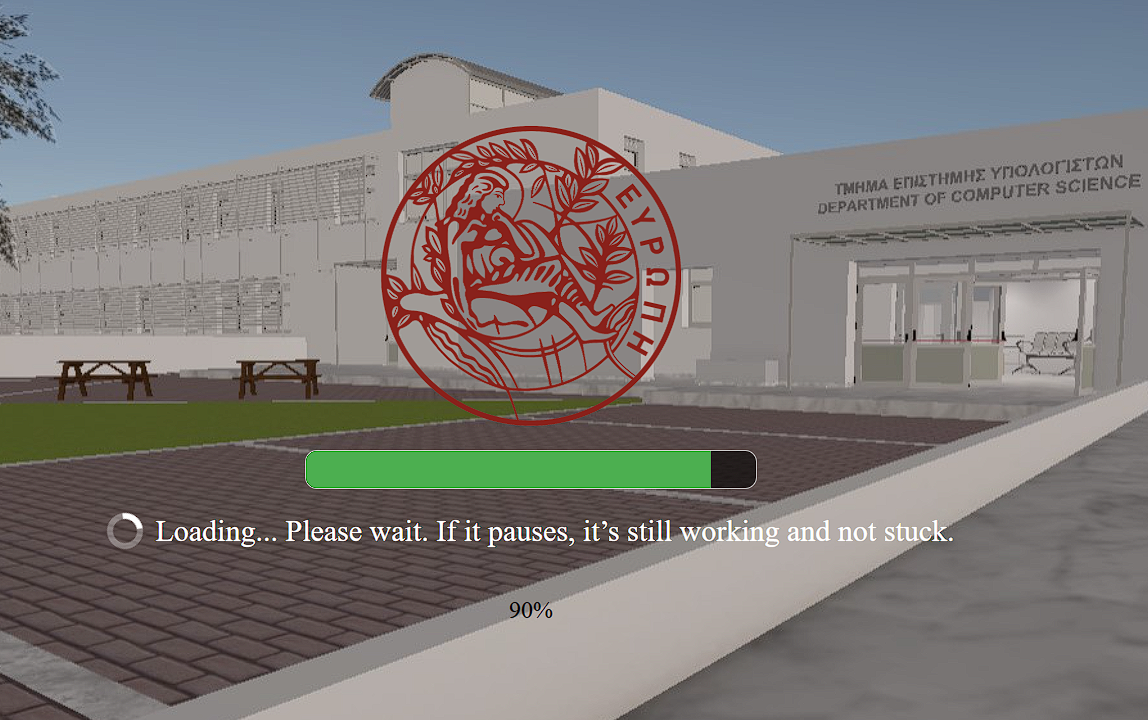 ΕΥΡΩΠΗ
ΤΜΗΜΑ ΕΠΙΣΤΗΜΗΣ ΥΠΟΛΟΓΙΣΤΩΝ
DEPARTMENT OF COMPUTER SCIENCE
Loading... Please wait. If it pauses, it’s still working and not stuck.
90%